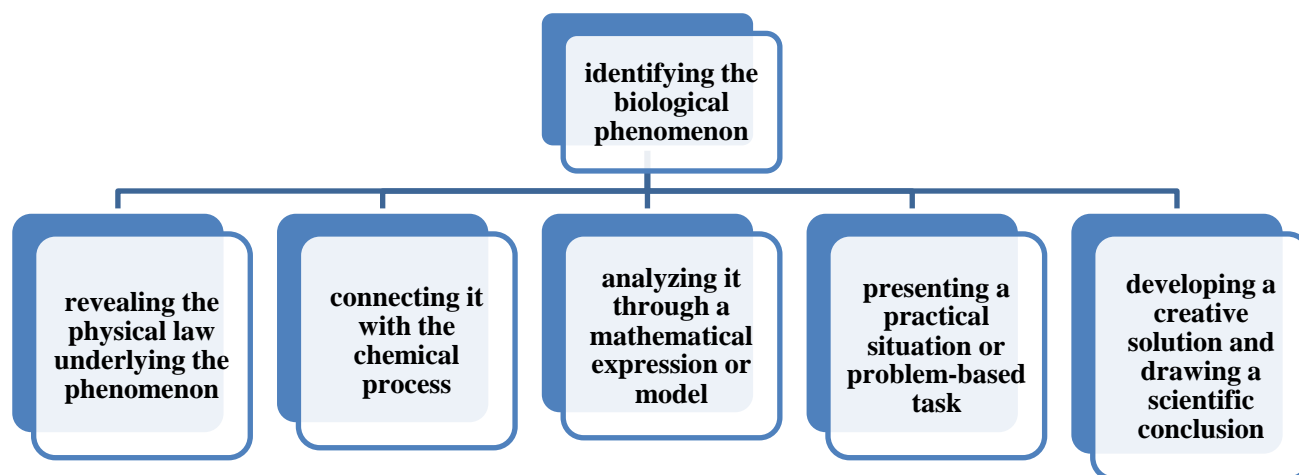 identifying the
biological
phenomenon
revealing the
physical law
underlying the
phenomenon
connecting it
with the
chemical
process
analyzing it
through a
mathematical
expression or
model
presenting a
practical
situation or
problem-based
task
developing a
creative
solution and
drawing a
scientific
conclusion